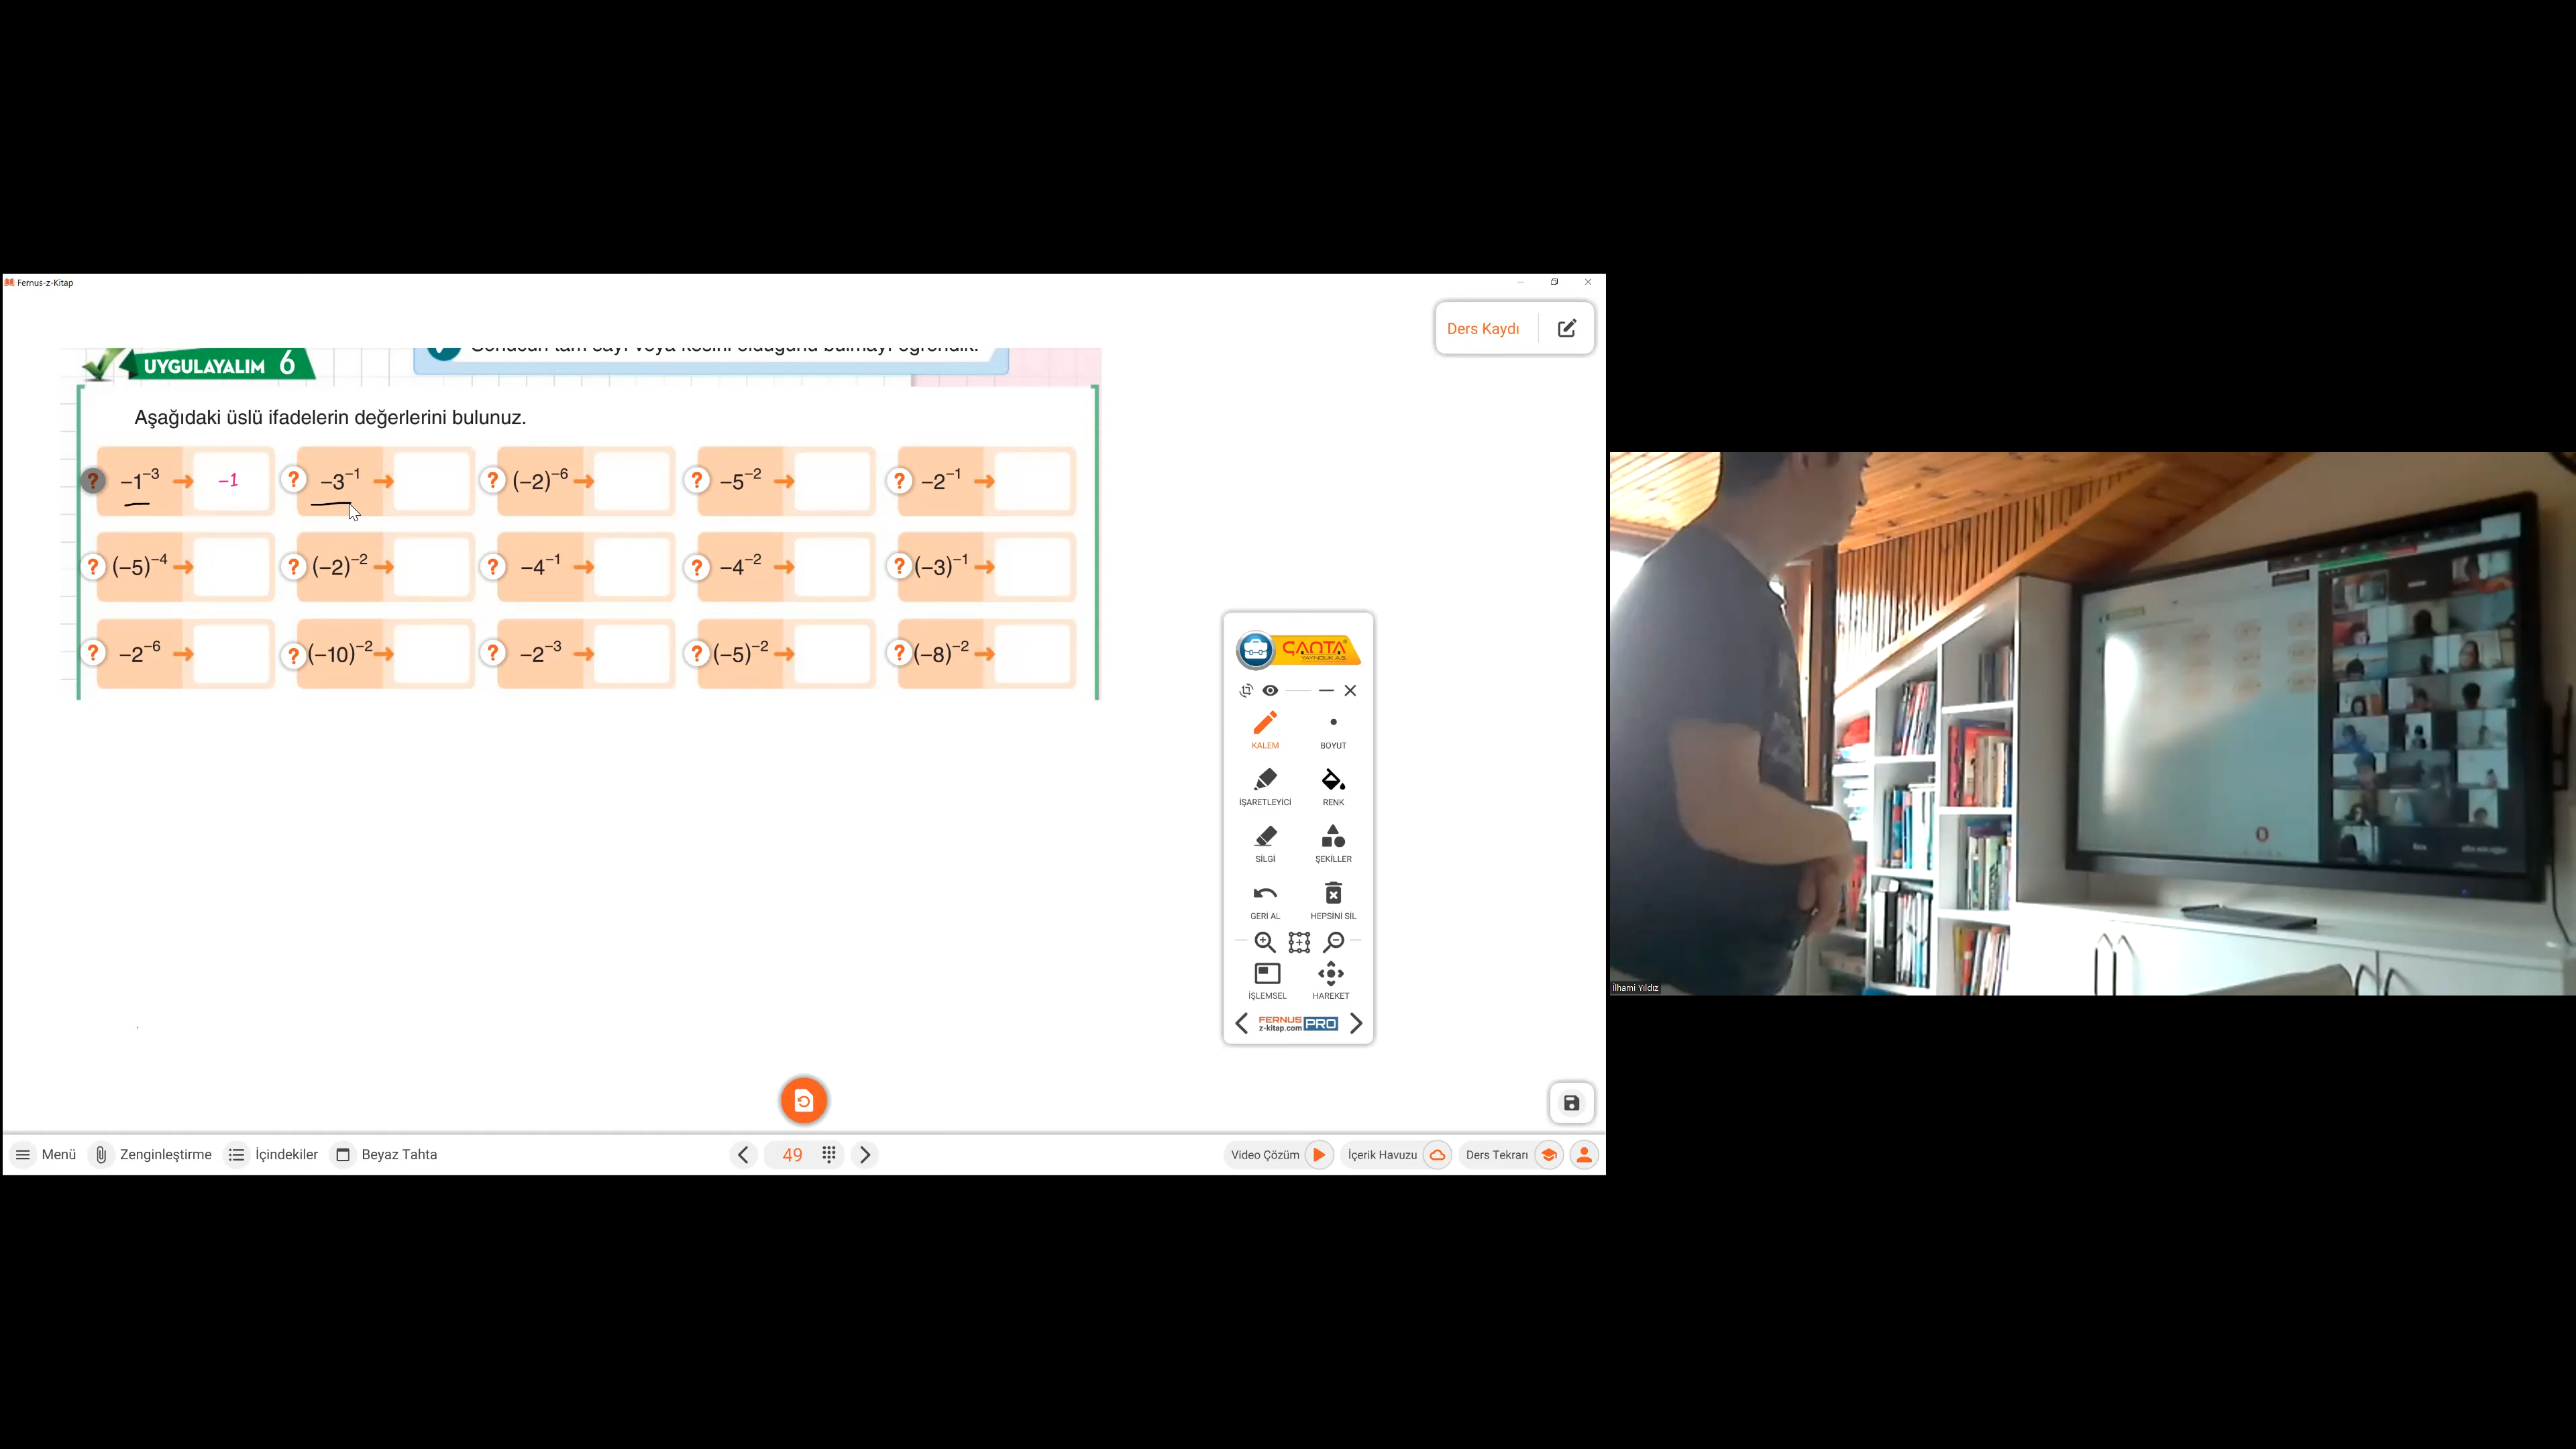 Fernus-z-Kitap
Ders Kaydı
UYGULAYALIM 6
Aşağıdaki üslü ifadelerin değerlerini bulunuz.
? −1⁻³ → −1 ? −3⁻¹ → ? (−2)⁻⁶ → ? −5⁻² → ? −2⁻¹ →
? (−5)⁻⁴ → ? (−2)⁻² → ? −4⁻¹ → ? −4⁻² → ? (−3)⁻¹ →
? −2⁻⁶ → ? (−10)⁻² → ? −2⁻³ → ? (−5)⁻² → ? (−8)⁻² →
ÇANTA
YAYINCILIK A.Ş.
KALEM BOYUT
İŞARETLEYİCİ RENK
SİLGİ ŞEKİLLER
GERİ AL HEPSİNİ SİL
İŞLEMSEL HAREKET
FERNUS
z-kitap.com PRO
İlhami Yıldız
Menü Zenginleştirme İçindekiler Beyaz Tahta 49 Video Çözüm İçerik Havuzu Ders Tekrarı